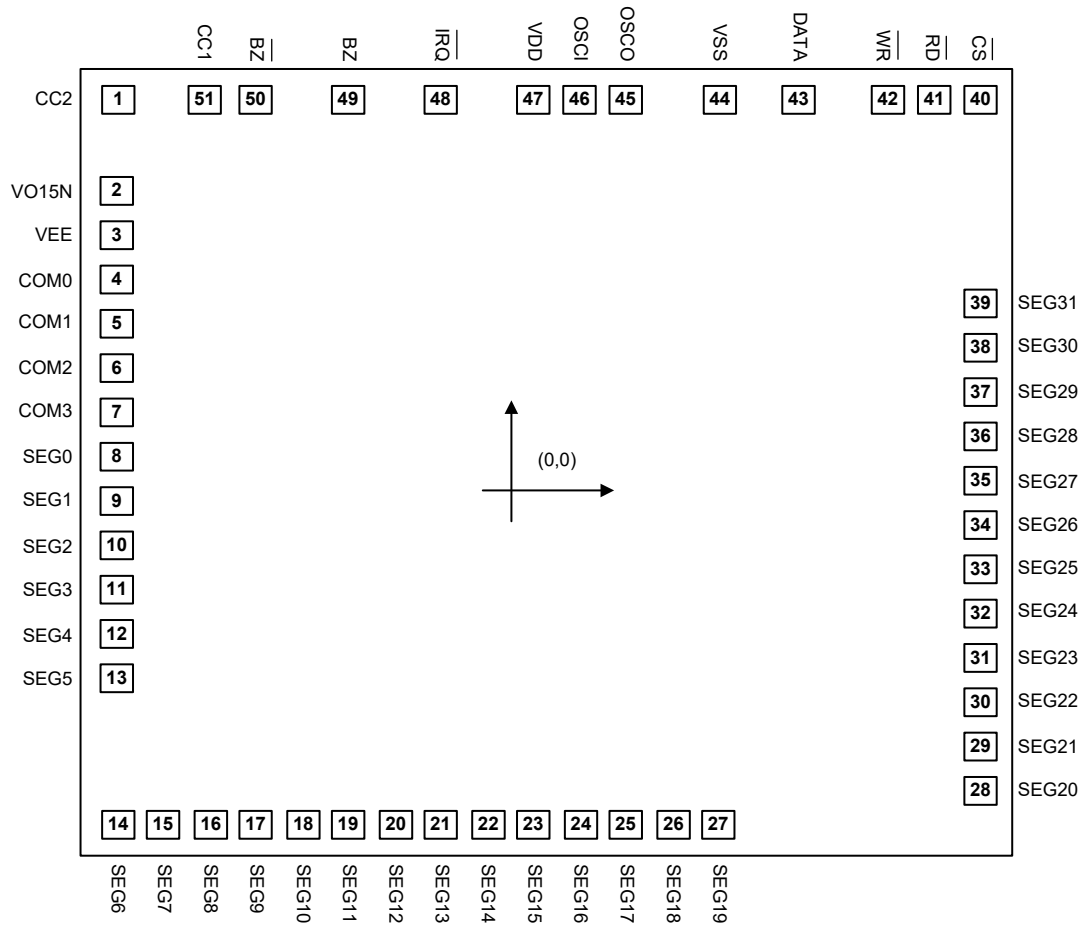 CC1 BZ BZ IRQ VDD OSCI OSCO VSS DATA WR RD CS
CC2 1 51 50 49 48 47 46 45 44 43 42 41 40
VO15N 2
VEE 3
COM0 4
39 SEG31
COM1 5
38 SEG30
COM2 6
37 SEG29
COM3 7
36 SEG28
SEG0 8
(0,0)
35 SEG27
SEG1 9
34 SEG26
SEG2 10
33 SEG25
SEG3 11
32 SEG24
SEG4 12
31 SEG23
SEG5 13
30 SEG22
29 SEG21
28 SEG20
14 15 16 17 18 19 20 21 22 23 24 25 26 27
SEG6 SEG7 SEG8 SEG9 SEG10 SEG11 SEG12 SEG13 SEG14 SEG15 SEG16 SEG17 SEG18 SEG19